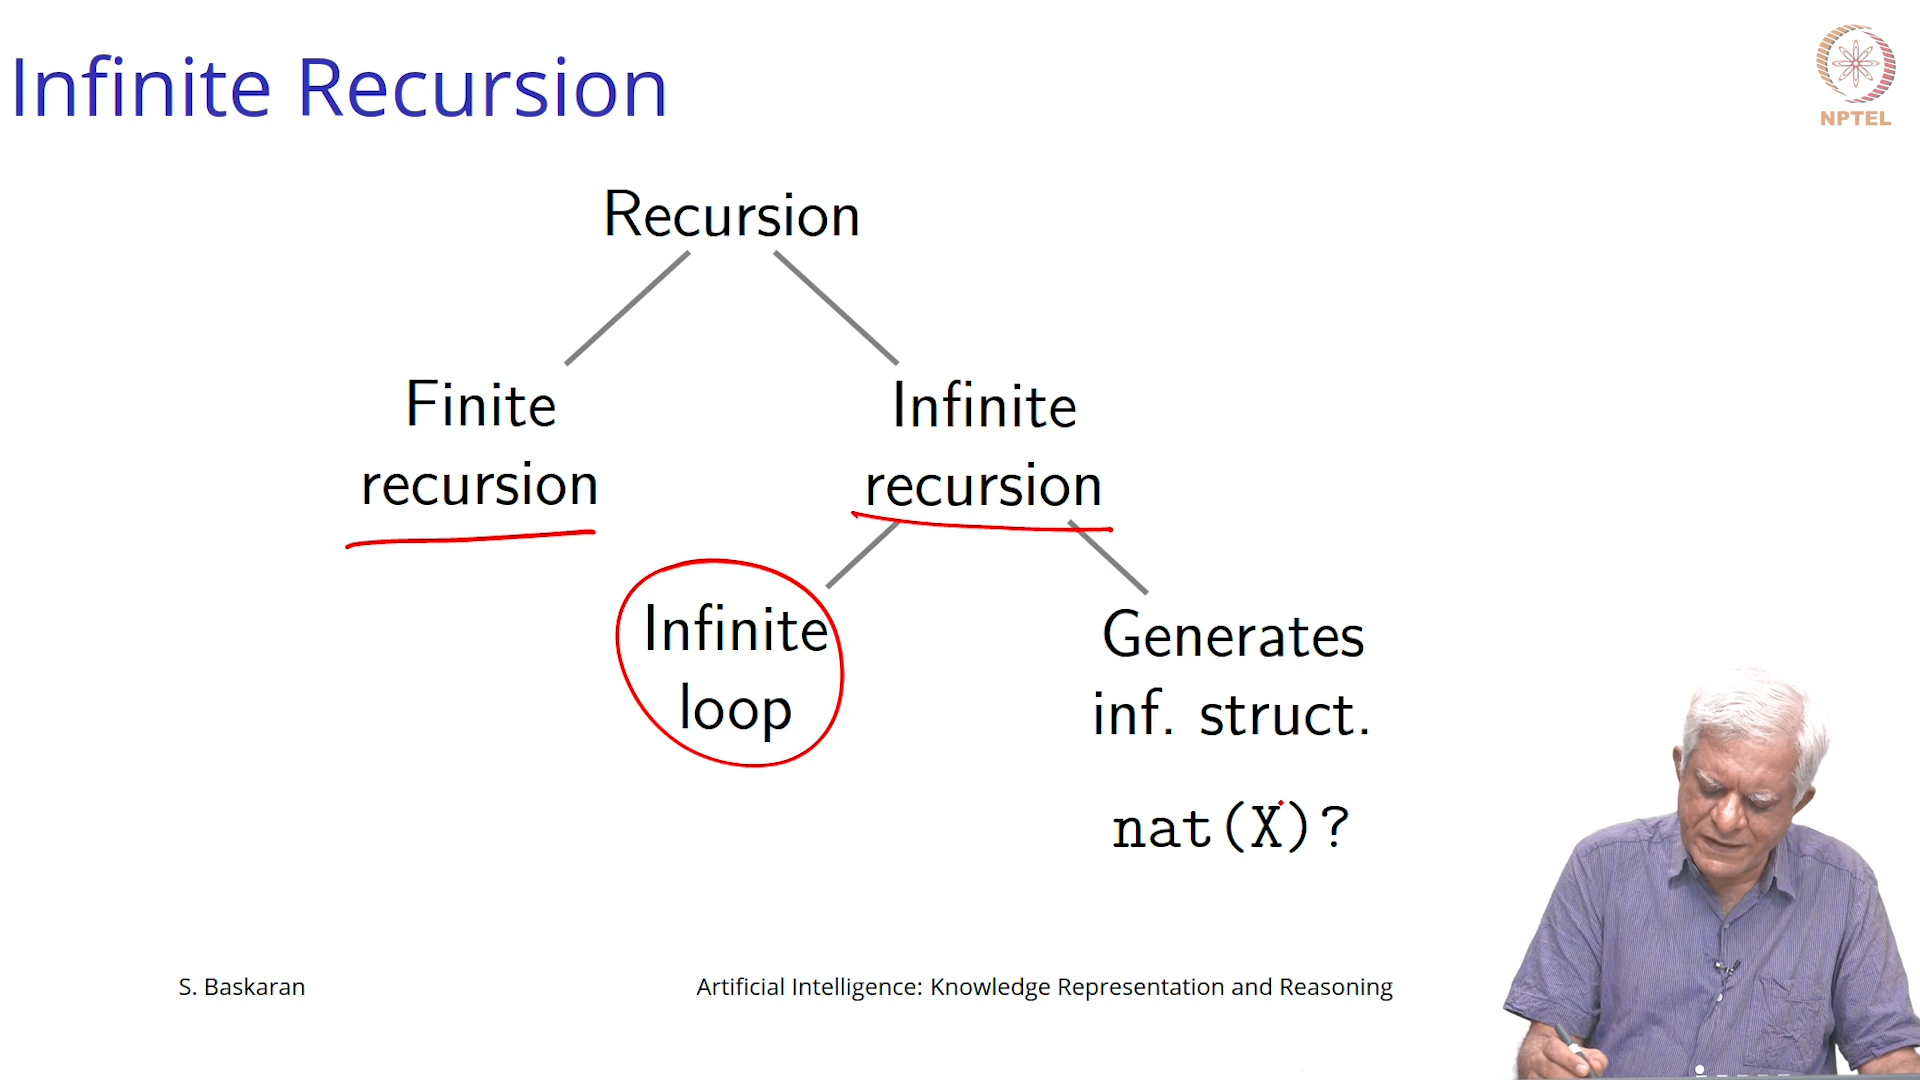 Infinite Recursion
NPTEL
Recursion
Finite
recursion
Infinite
recursion
Infinite
loop
Generates
inf. struct.
nat(X)?
S. Baskaran
Artificial Intelligence: Knowledge Representation and Reasoning